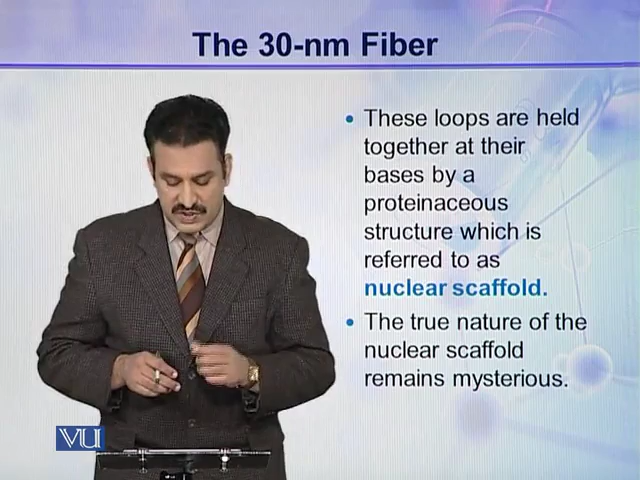 The 30-nm Fiber
• These loops are held
together at their
bases by a
proteinaceous
structure which is
referred to as
nuclear scaffold.
• The true nature of the
nuclear scaffold
remains mysterious.
VU